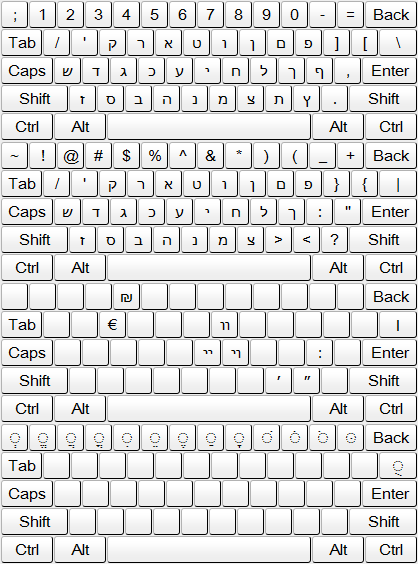 ; 1 2 3 4 5 6 7 8 9 0 - = Back
Tab / ' ק ר א ט ו ן ם פ ] [ \
Caps ש ד ג כ ע י ח ל ך ף , Enter
Shift ז ס ב ה נ מ צ ת ץ . Shift
Ctrl Alt Alt Ctrl
~ ! @ # $ % ^ & * ) ( _ + Back
Tab / ' ק ר א ט ו ן ם פ } { |
Caps ש ד ג כ ע י ח ל ך : " Enter
Shift ז ס ב ה נ מ צ > < ? Shift
Ctrl Alt Alt Ctrl
₪ Back
Tab € װ ׀
Caps ײ ױ : Enter
Shift ׳ ״ Shift
Ctrl Alt Alt Ctrl
◌ְ ◌ֱ ◌ֲ ◌ֳ ◌ִ ◌ֵ ◌ֶ ◌ַ ◌ָ ◌ׂ ◌ׁ ◌ֹ ◌ּ Back
Tab ◌ֻ
Caps Enter
Shift Shift
Ctrl Alt Alt Ctrl